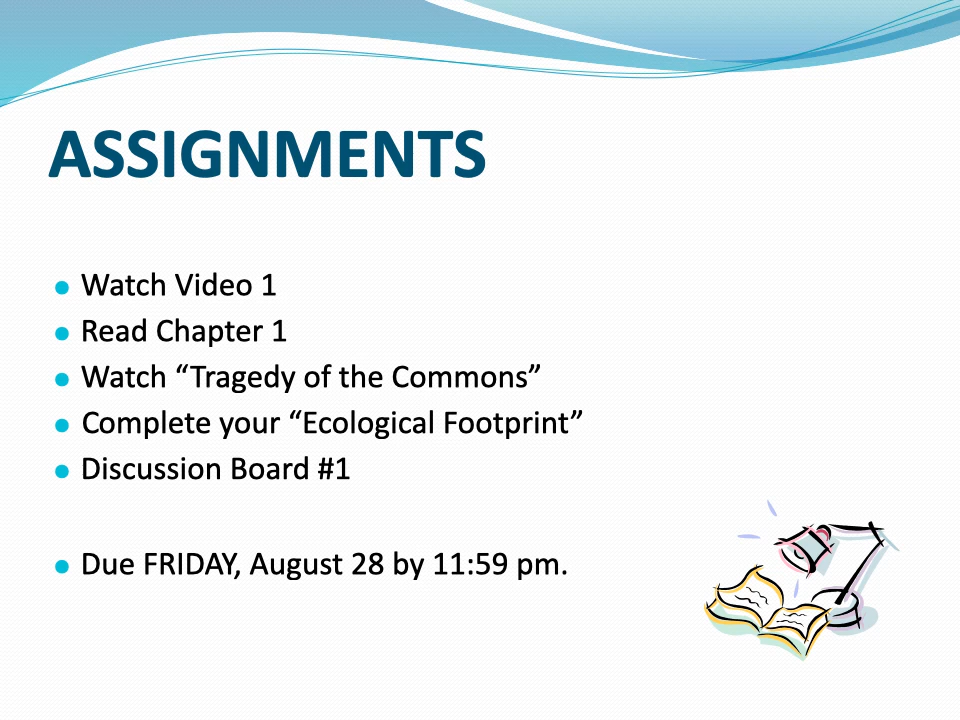 ASSIGNMENTS
Watch Video 1
Read Chapter 1
Watch “Tragedy of the Commons”
Complete your “Ecological Footprint”
Discussion Board #1
Due FRIDAY, August 28 by 11:59 pm.